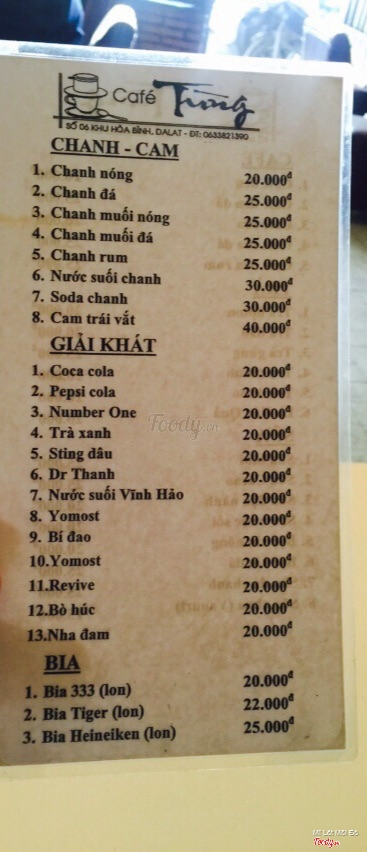 Café Tùng
SỐ 06 KHU HÒA BÌNH. DALAT - ĐT: 0633821390
CHANH - CAM
1. Chanh nóng 20.000đ
2. Chanh đá 25.000đ
3. Chanh muối nóng 25.000đ
4. Chanh muối đá 25.000đ
5. Chanh rum 25.000đ
6. Nước suối chanh 30.000đ
7. Soda chanh 30.000đ
8. Cam trái vắt 40.000đ
GIẢI KHÁT
1. Coca cola 20.000đ
2. Pepsi cola 20.000đ
3. Number One 20.000đ
4. Trà xanh 20.000đ
5. Sting dâu 20.000đ
6. Dr Thanh 20.000đ
7. Nước suối Vĩnh Hảo 20.000đ
8. Yomost 20.000đ
9. Bí đao 20.000đ
10.Yomost 20.000đ
11.Revive 20.000đ
12.Bò húc 20.000đ
13.Nha đam 20.000đ
BIA
1. Bia 333 (lon) 20.000đ
2. Bia Tiger (lon) 22.000đ
3. Bia Heineiken (lon) 25.000đ
Foody.vn
Foody.vn